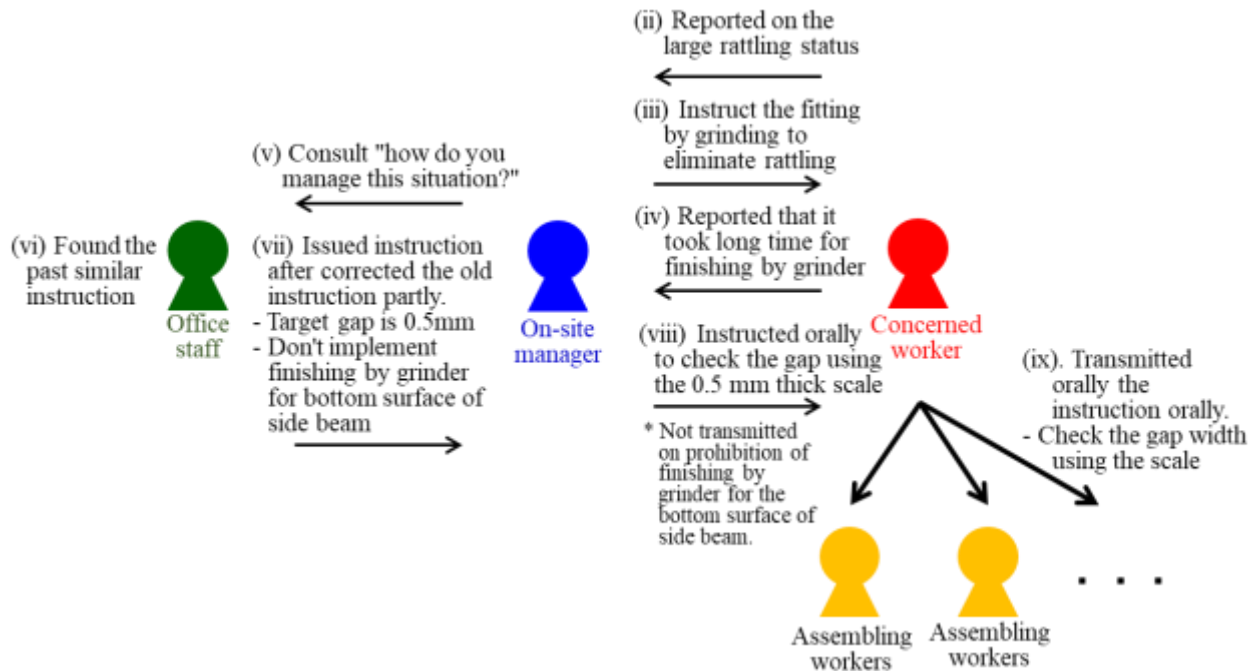 (ii) Reported on the
large rattling status
(iii) Instruct the fitting
by grinding to
eliminate rattling
(v) Consult "how do you
manage this situation?"
(iv) Reported that it
took long time for
finishing by grinder
(vi) Found the
past similar
instruction
(vii) Issued instruction
after corrected the old
instruction partly.
- Target gap is 0.5mm
- Don't implement
finishing by grinder
for bottom surface of
side beam
Office
staff
On-site
manager
Concerned
worker
(viii) Instructed orally
to check the gap using
the 0.5 mm thick scale
* Not transmitted
on prohibition of
finishing by
grinder for the
bottom surface of
side beam.
(ix). Transmitted
orally the
instruction orally.
- Check the gap width
using the scale
Assembling
workers
Assembling
workers
. . .